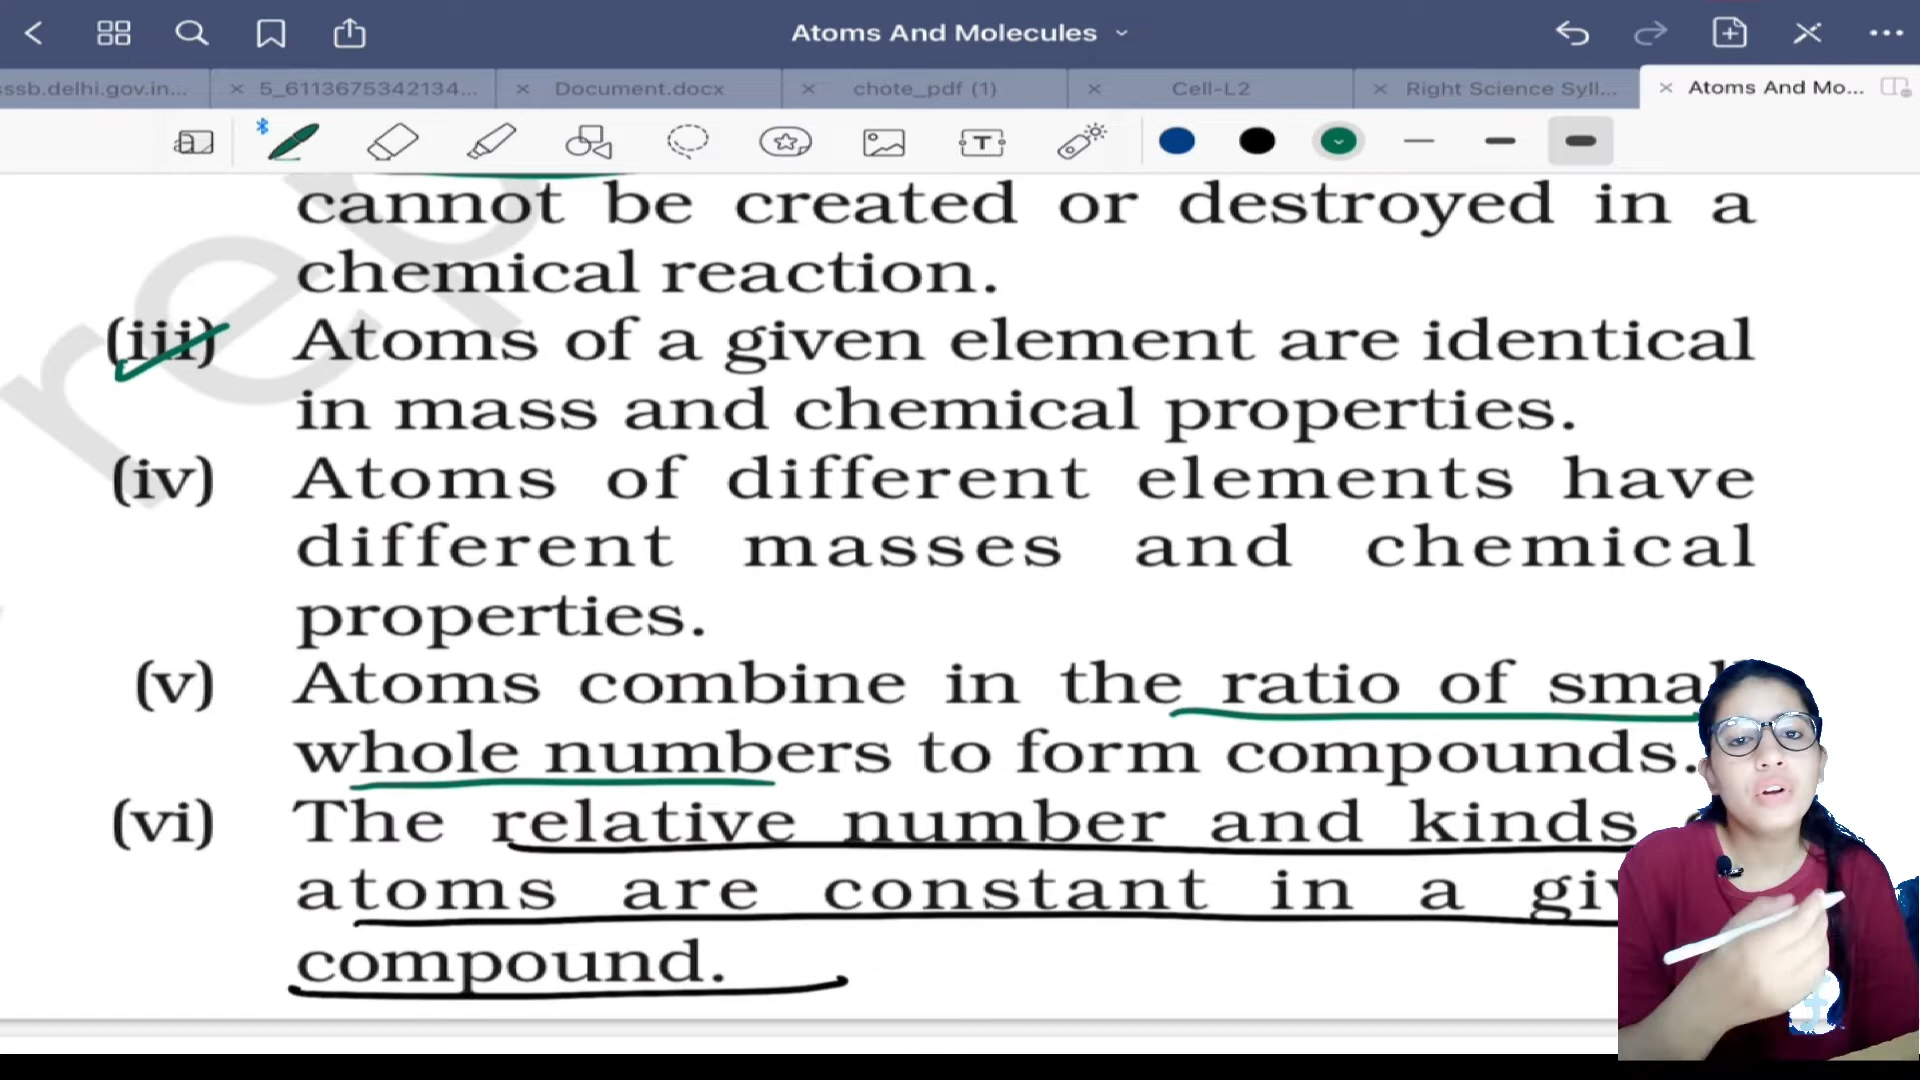 Atoms And Molecules
sssb.delhi.gov.in...
5_6113675342134...
Document.docx
chote_pdf (1)
Cell-L2
Right Science Syll...
Atoms And Mo...
cannot be created or destroyed in a
chemical reaction.
(iii) Atoms of a given element are identical
in mass and chemical properties.
(iv) Atoms of different elements have
different masses and chemical
properties.
(v) Atoms combine in the ratio of smal
whole numbers to form compounds.
(vi) The relative number and kinds
atoms are constant in a giv
compound.